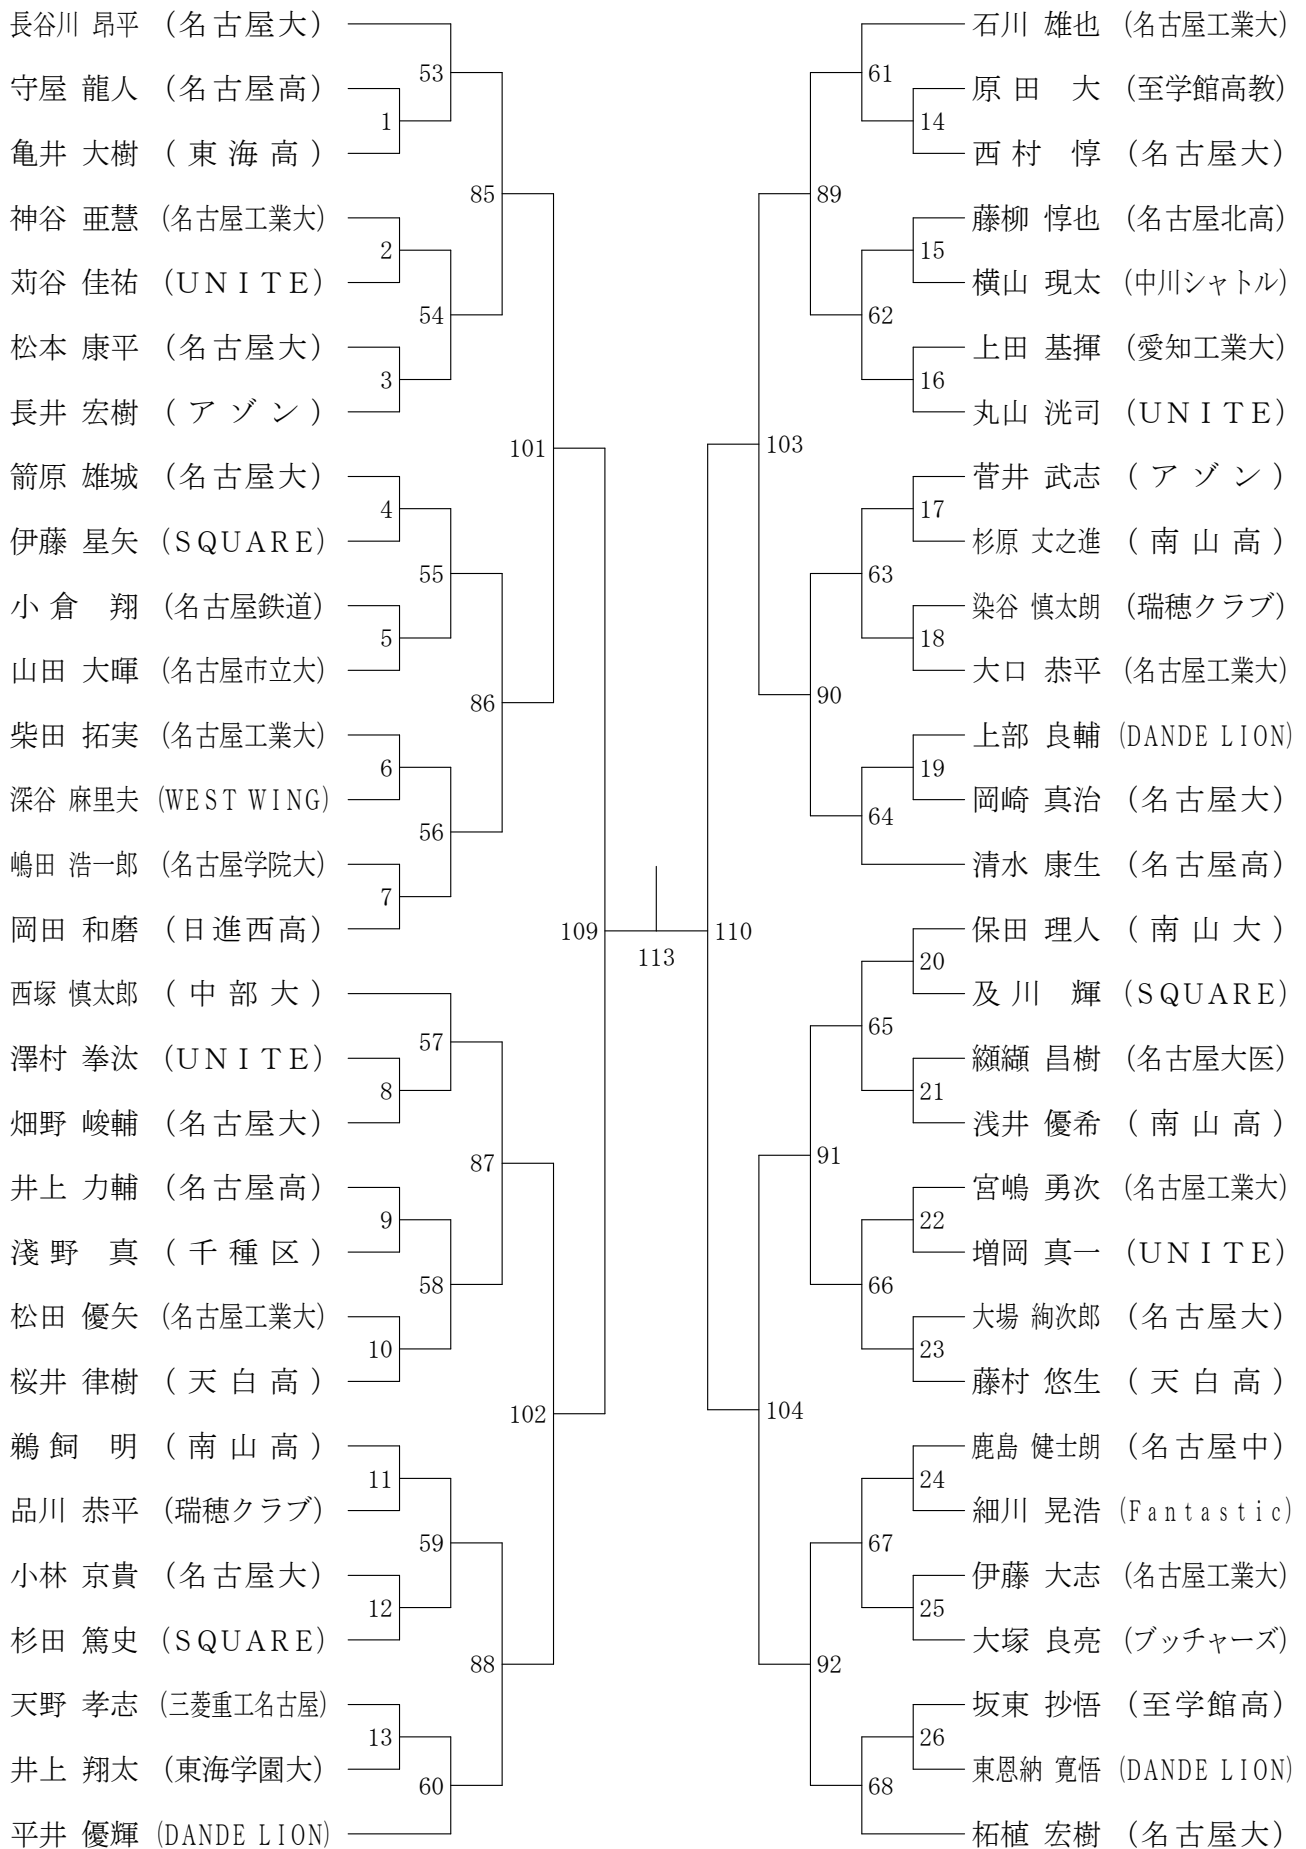 長谷川 昂平 (名古屋大)
53
守屋 龍人 (名古屋高)
1
亀井 大樹 (東海高)
85
神谷 亜慧 (名古屋工業大)
2
苅谷 佳祐 (UNITE)
54
松本 康平 (名古屋大)
3
長井 宏樹 (アゾン)
101
箭原 雄城 (名古屋大)
4
伊藤 星矢 (SQUARE)
55
小倉 翔 (名古屋鉄道)
5
山田 大暉 (名古屋市立大)
86
柴田 拓実 (名古屋工業大)
6
深谷 麻里夫 (WEST WING)
56
嶋田 浩一郎 (名古屋学院大)
7
岡田 和磨 (日進西高)
109
西塚 慎太郎 (中部大)
57
澤村 拳汰 (UNITE)
8
畑野 峻輔 (名古屋大)
87
井上 力輔 (名古屋高)
9
淺野 真 (千種区)
58
松田 優矢 (名古屋工業大)
10
桜井 律樹 (天白高)
102
鵜飼 明 (南山高)
11
品川 恭平 (瑞穂クラブ)
59
小林 京貴 (名古屋大)
12
杉田 篤史 (SQUARE)
88
天野 孝志 (三菱重工名古屋)
13
井上 翔太 (東海学園大)
60
平井 優輝 (DANDE LION)
113
石川 雄也 (名古屋工業大)
61
原田 大 (至学館高教)
14
西村 惇 (名古屋大)
89
藤柳 惇也 (名古屋北高)
15
横山 現太 (中川シャトル)
62
上田 基揮 (愛知工業大)
16
丸山 洸司 (UNITE)
103
菅井 武志 (アゾン)
17
杉原 丈之進 (南山高)
63
染谷 慎太朗 (瑞穂クラブ)
18
大口 恭平 (名古屋工業大)
90
上部 良輔 (DANDE LION)
19
岡崎 真治 (名古屋大)
64
清水 康生 (名古屋高)
110
保田 理人 (南山大)
20
及川 輝 (SQUARE)
65
纐纈 昌樹 (名古屋大医)
21
浅井 優希 (南山高)
91
宮嶋 勇次 (名古屋工業大)
22
増岡 真一 (UNITE)
66
大場 絢次郎 (名古屋大)
23
藤村 悠生 (天白高)
104
鹿島 健士朗 (名古屋中)
24
細川 晃浩 (Fantastic)
67
伊藤 大志 (名古屋工業大)
25
大塚 良亮 (ブッチャーズ)
92
坂東 抄悟 (至学館高)
26
東恩納 寛悟 (DANDE LION)
68
柘植 宏樹 (名古屋大)